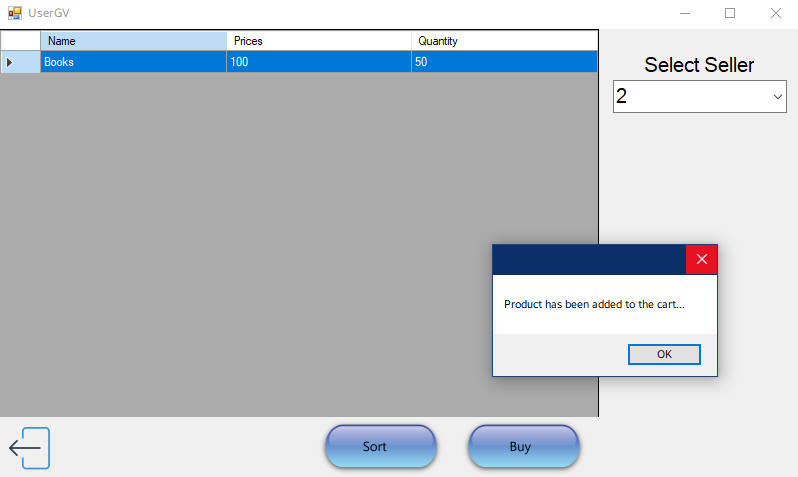 UserGV
Name Prices Quantity
Books 100 50
Select Seller
2
Product has been added to the cart...
OK
Sort Buy